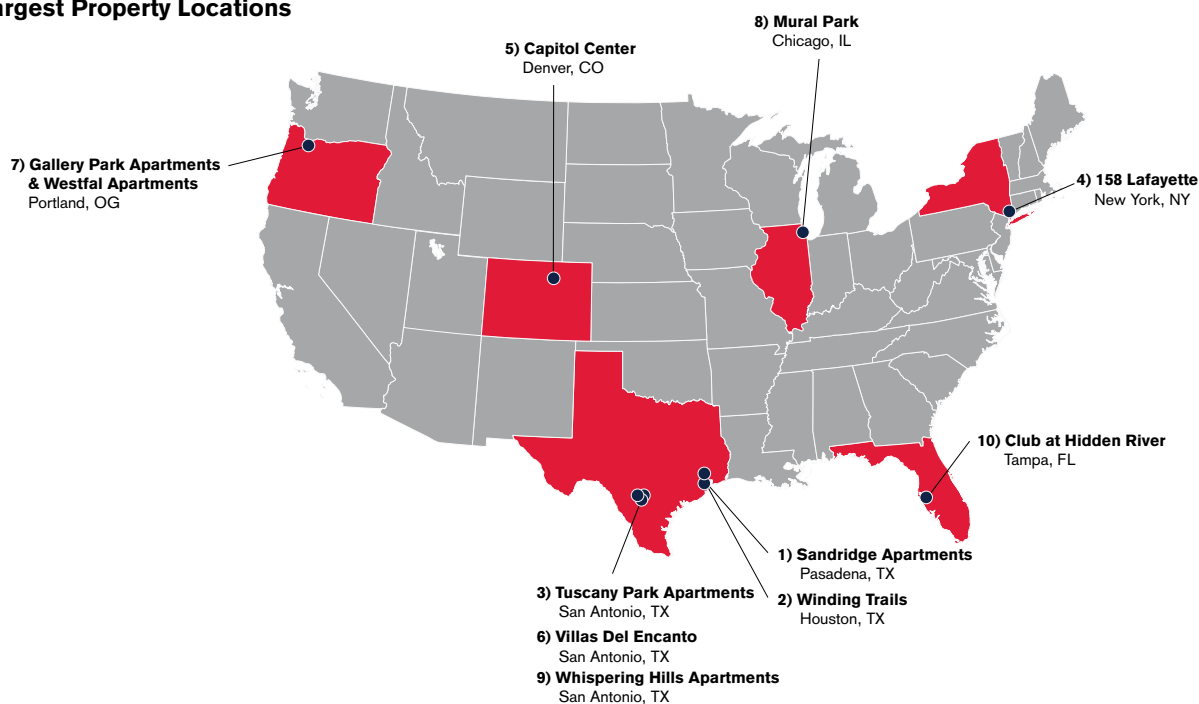 argest Property Locations
8) Mural Park
Chicago, IL
5) Capitol Center
Denver, CO
7) Gallery Park Apartments
& Westfal Apartments
Portland, OG
4) 158 Lafayette
New York, NY
10) Club at Hidden River
Tampa, FL
1) Sandridge Apartments
Pasadena, TX
2) Winding Trails
Houston, TX
3) Tuscany Park Apartments
San Antonio, TX
6) Villas Del Encanto
San Antonio, TX
9) Whispering Hills Apartments
San Antonio, TX